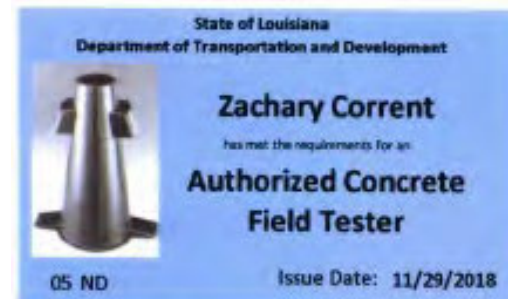 State of Louisiana
Department of Transportation and Development
Zachary Corrent
has met the requirements for an
Authorized Concrete
Field Tester
05 ND
Issue Date: 11/29/2018